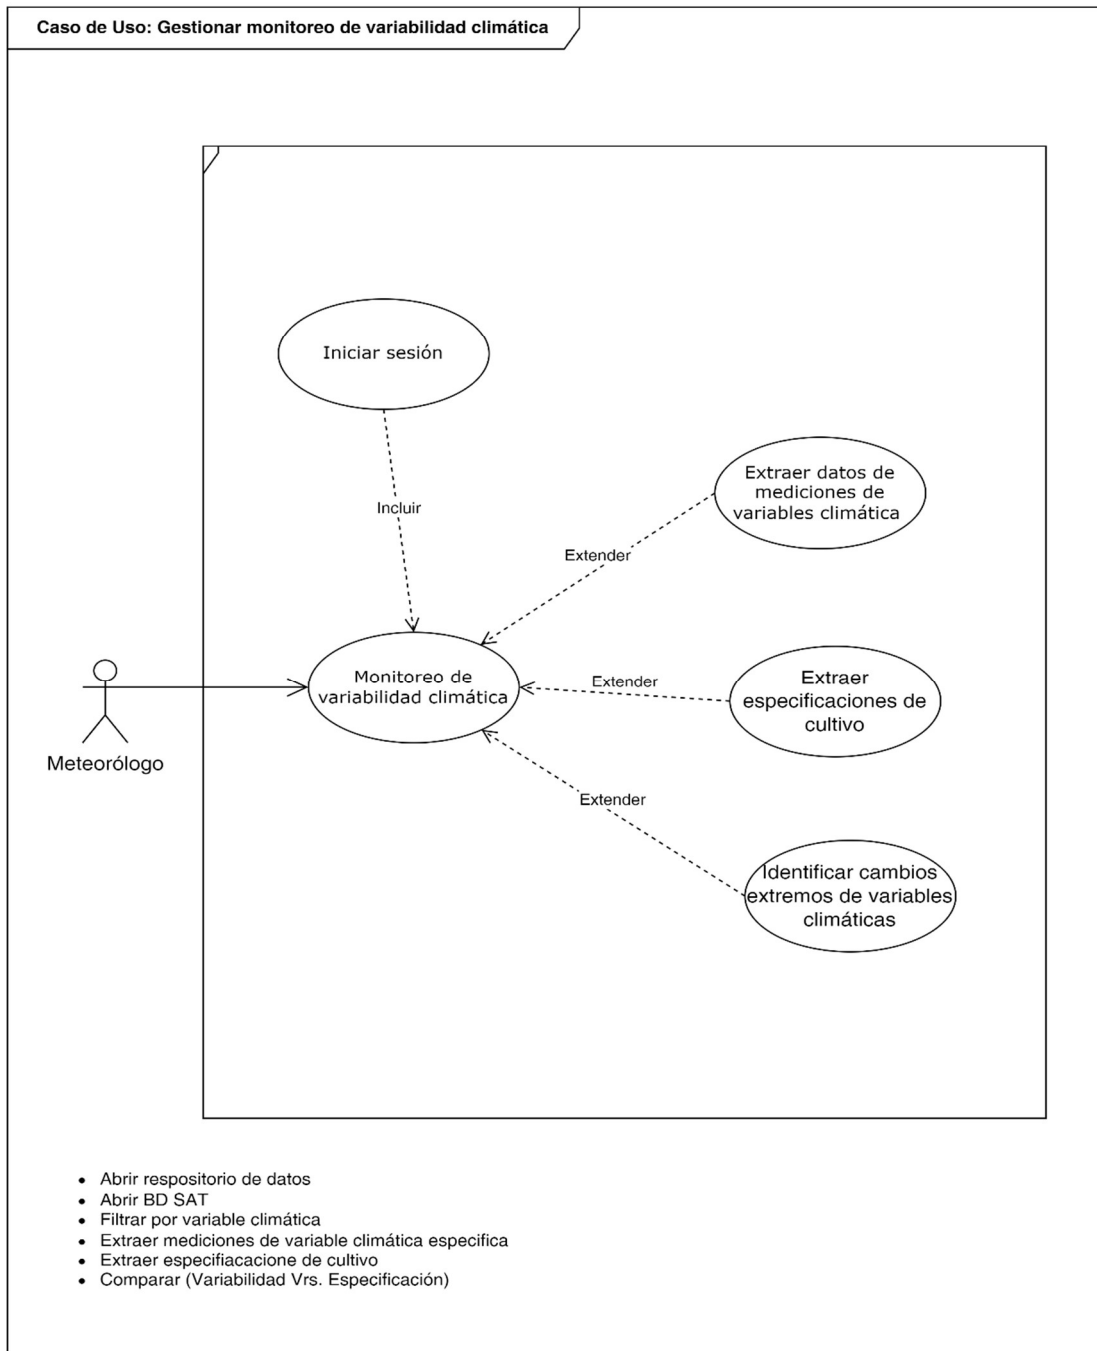 Caso de Uso: Gestionar monitoreo de variabilidad climática
Iniciar sesión
Extraer datos de
mediciones de
variables climática
Incluir
Extender
Monitoreo de
variabilidad climática
Extender
Extraer
especificaciones de
cultivo
Meteorólogo
Extender
Identificar cambios
extremos de variables
climáticas
• Abrir respositorio de datos
• Abrir BD SAT
• Filtrar por variable climática
• Extraer mediciones de variable climática especifica
• Extraer especifiacacione de cultivo
• Comparar (Variabilidad Vrs. Especificación)